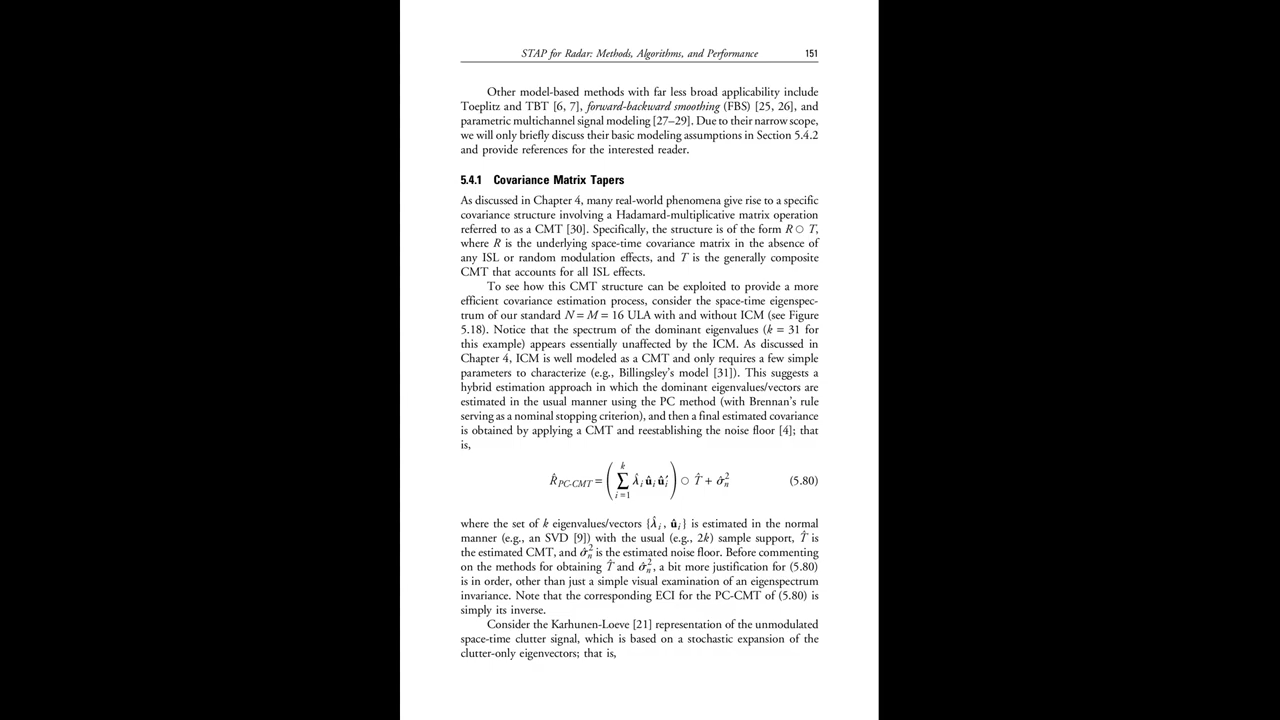 STAP for Radar: Methods, Algorithms, and Performance 151
Other model-based methods with far less broad applicability include
Toeplitz and TBT [6, 7], forward-backward smoothing (FBS) [25, 26], and
parametric multichannel signal modeling [27–29]. Due to their narrow scope,
we will only briefly discuss their basic modeling assumptions in Section 5.4.2
and provide references for the interested reader.
5.4.1 Covariance Matrix Tapers
As discussed in Chapter 4, many real-world phenomena give rise to a specific
covariance structure involving a Hadamard-multiplicative matrix operation
referred to as a CMT [30]. Specifically, the structure is of the form R ○ T,
where R is the underlying space-time covariance matrix in the absence of
any ISL or random modulation effects, and T is the generally composite
CMT that accounts for all ISL effects.
To see how this CMT structure can be exploited to provide a more
efficient covariance estimation process, consider the space-time eigenspec-
trum of our standard N = M = 16 ULA with and without ICM (see Figure
5.18). Notice that the spectrum of the dominant eigenvalues (k = 31 for
this example) appears essentially unaffected by the ICM. As discussed in
Chapter 4, ICM is well modeled as a CMT and only requires a few simple
parameters to characterize (e.g., Billingsley's model [31]). This suggests a
hybrid estimation approach in which the dominant eigenvalues/vectors are
estimated in the usual manner using the PC method (with Brennan's rule
serving as a nominal stopping criterion), and then a final estimated covariance
is obtained by applying a CMT and reestablishing the noise floor [4]; that
is,
R̂_PC-CMT = (∑_{i=1}^{k} λ̂_i û_i û′_i) ○ T̂ + σ̂_n^2 (5.80)
where the set of k eigenvalues/vectors {λ̂_i, û_i} is estimated in the normal
manner (e.g., an SVD [9]) with the usual (e.g., 2k) sample support, T̂ is
the estimated CMT, and σ̂_n^2 is the estimated noise floor. Before commenting
on the methods for obtaining T̂ and σ̂_n^2, a bit more justification for (5.80)
is in order, other than just a simple visual examination of an eigenspectrum
invariance. Note that the corresponding ECI for the PC-CMT of (5.80) is
simply its inverse.
Consider the Karhunen-Loeve [21] representation of the unmodulated
space-time clutter signal, which is based on a stochastic expansion of the
clutter-only eigenvectors; that is,